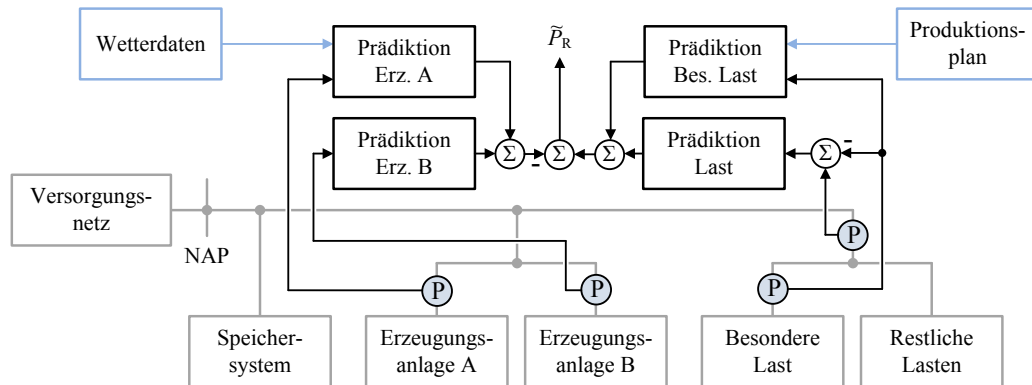 Wetterdaten
Prädiktion
Erz. A
P̃R
Prädiktion
Bes. Last
Produktions-
plan
Prädiktion
Erz. B
Σ
-
Σ
Σ
Prädiktion
Last
Σ
-
Versorgungs-
netz
NAP
P
P
P
P
Speicher-
system
Erzeugungs-
anlage A
Erzeugungs-
anlage B
Besondere
Last
Restliche
Lasten